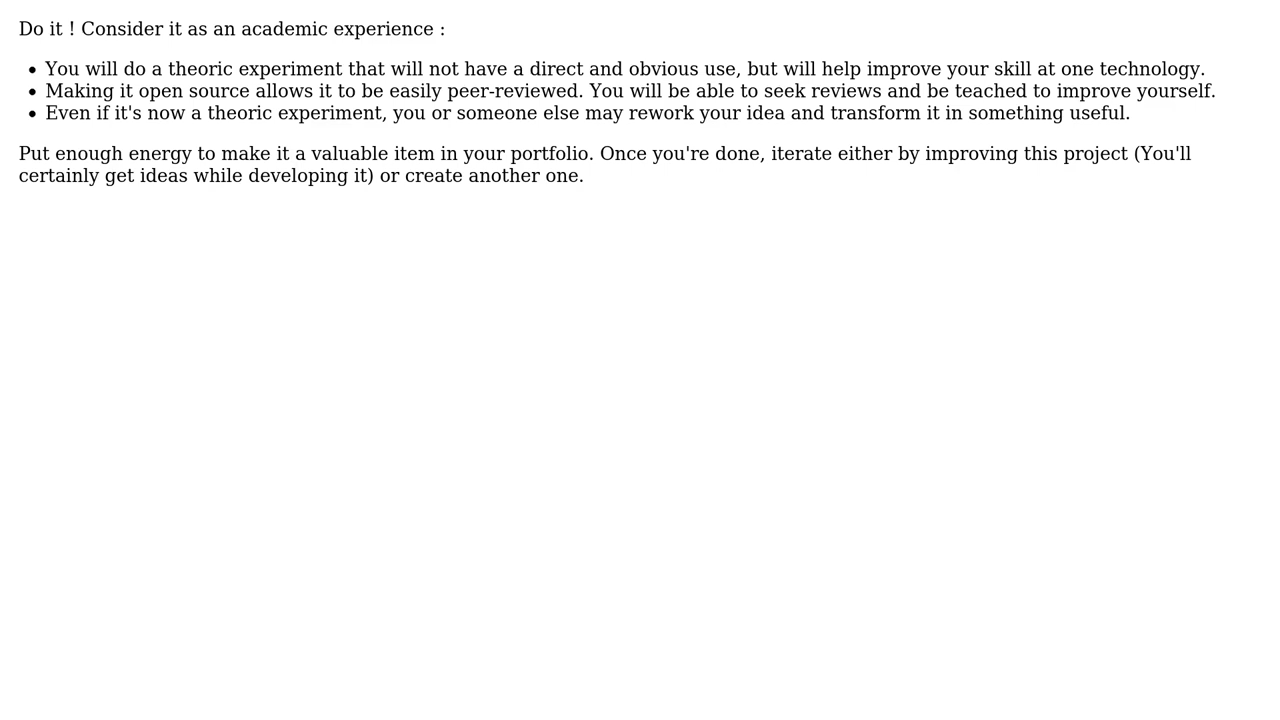 Do it ! Consider it as an academic experience :
• You will do a theoric experiment that will not have a direct and obvious use, but will help improve your skill at one technology.
• Making it open source allows it to be easily peer-reviewed. You will be able to seek reviews and be teached to improve yourself.
• Even if it's now a theoric experiment, you or someone else may rework your idea and transform it in something useful.
Put enough energy to make it a valuable item in your portfolio. Once you're done, iterate either by improving this project (You'll
certainly get ideas while developing it) or create another one.